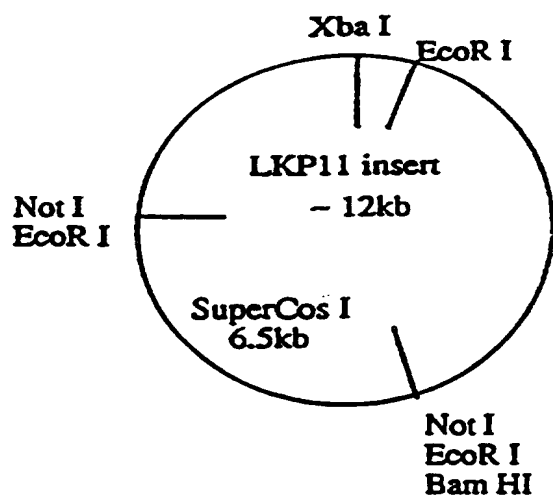 Xba I
EcoR I
LKP11 insert
~ 12kb
Not I
EcoR I
SuperCos I
6.5kb
Not I
EcoR I
Bam HI